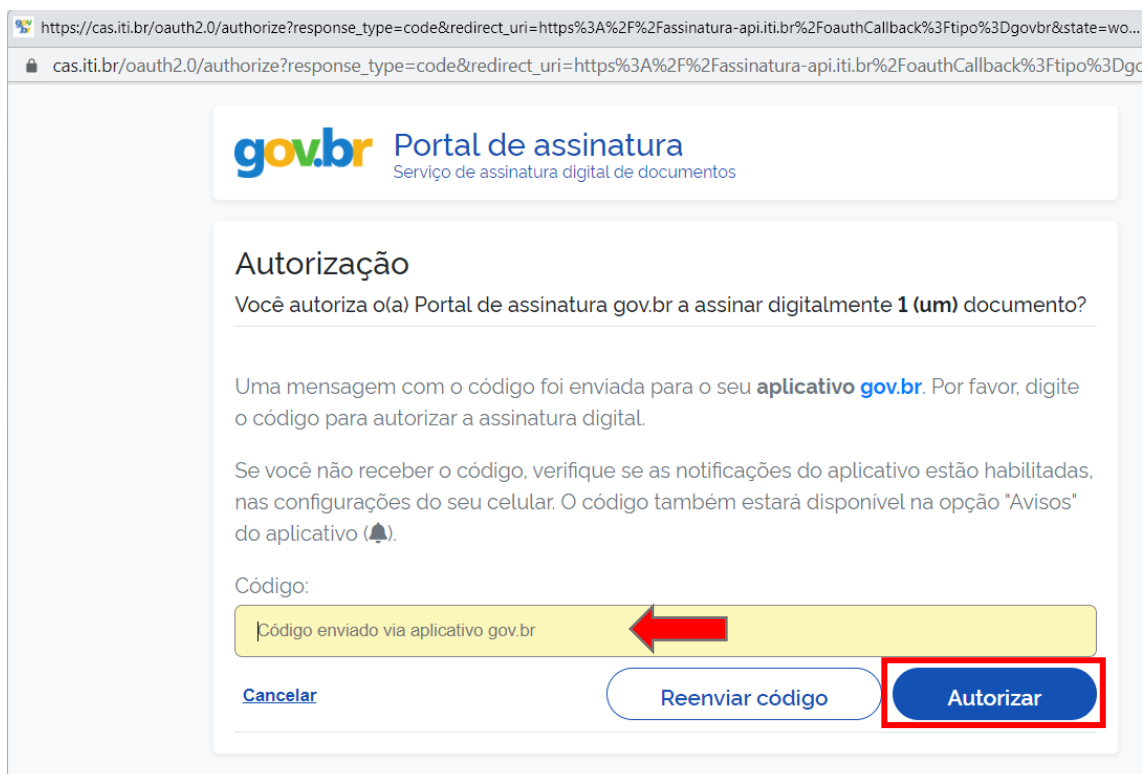 https://cas.iti.br/oauth2.0/authorize?response_type=code&redirect_uri=https%3A%2F%2Fassinatura-api.iti.br%2FoauthCallback%3Ftipo%3Dgovbr&state=wo...
cas.iti.br/oauth2.0/authorize?response_type=code&redirect_uri=https%3A%2F%2Fassinatura-api.iti.br%2FoauthCallback%3Ftipo%3Dgo
gov.br Portal de assinatura
Serviço de assinatura digital de documentos
Autorização
Você autoriza o(a) Portal de assinatura gov.br a assinar digitalmente 1 (um) documento?
Uma mensagem com o código foi enviada para o seu aplicativo gov.br. Por favor, digite
o código para autorizar a assinatura digital.
Se você não receber o código, verifique se as notificações do aplicativo estão habilitadas,
nas configurações do seu celular. O código também estará disponível na opção "Avisos"
do aplicativo (🔔).
Código:
Código enviado via aplicativo gov.br
Cancelar Reenviar código Autorizar